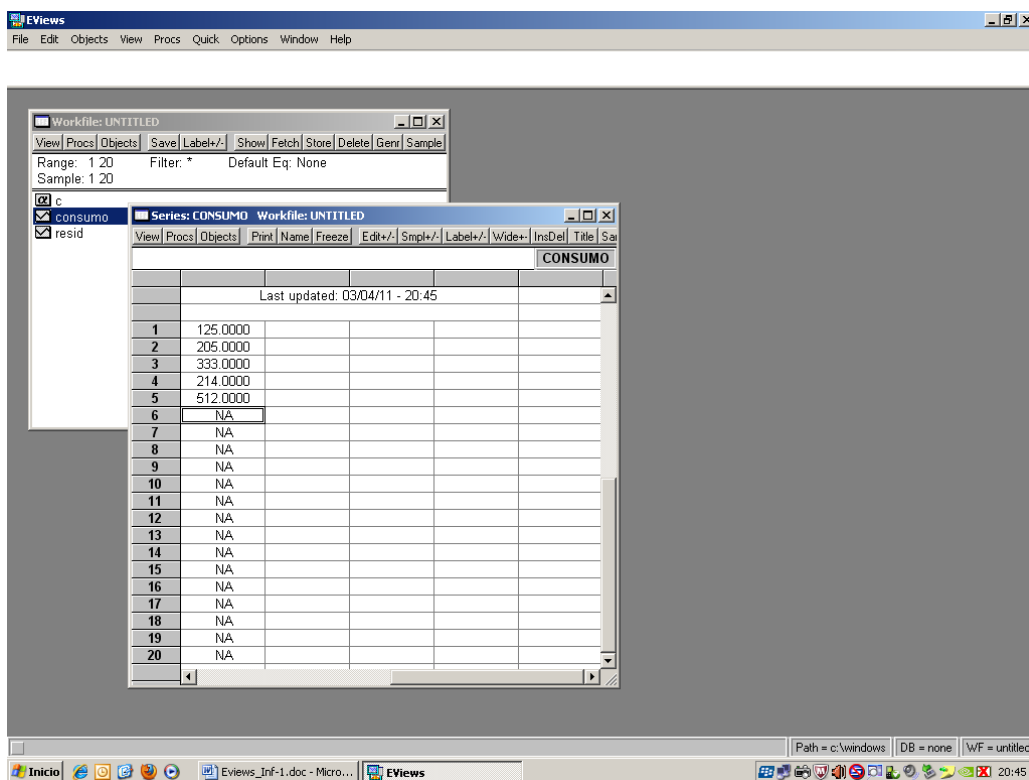 EViews
File Edit Objects View Procs Quick Options Window Help
Workfile: UNTITLED
View Procs Objects Save Label+/- Show Fetch Store Delete Genr Sample
Range: 1 20 Filter: * Default Eq: None
Sample: 1 20
c
consumo
resid
Series: CONSUMO Workfile: UNTITLED
View Procs Objects Print Name Freeze Edit+/- Smpl+/- Label+/- Wide+- InsDel Title Sa
CONSUMO
Last updated: 03/04/11 - 20:45
1 125.0000
2 205.0000
3 333.0000
4 214.0000
5 512.0000
6 NA
7 NA
8 NA
9 NA
10 NA
11 NA
12 NA
13 NA
14 NA
15 NA
16 NA
17 NA
18 NA
19 NA
20 NA
Path = c:\windows DB = none WF = untitled
Inicio Eviews_Inf-1.doc - Micro... EViews 20:45